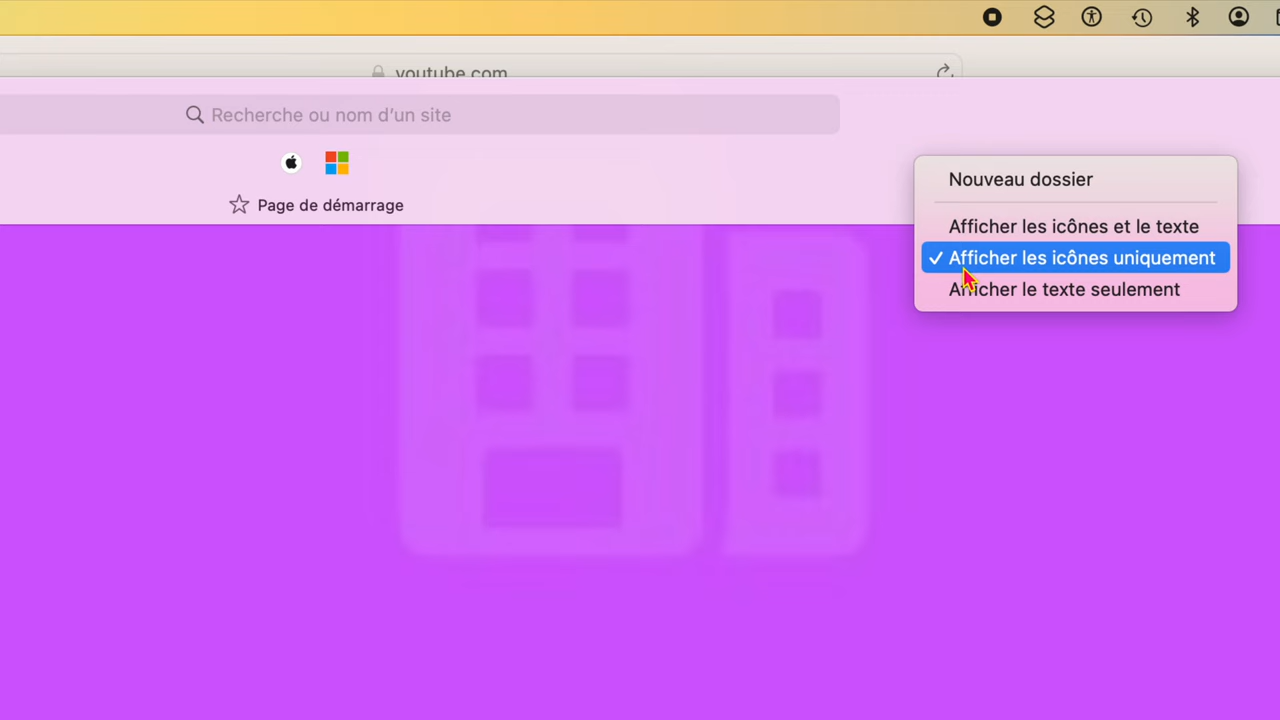 youtube.com
Recherche ou nom d’un site
Page de démarrage
Nouveau dossier
Afficher les icônes et le texte
✓ Afficher les icônes uniquement
Afficher le texte seulement